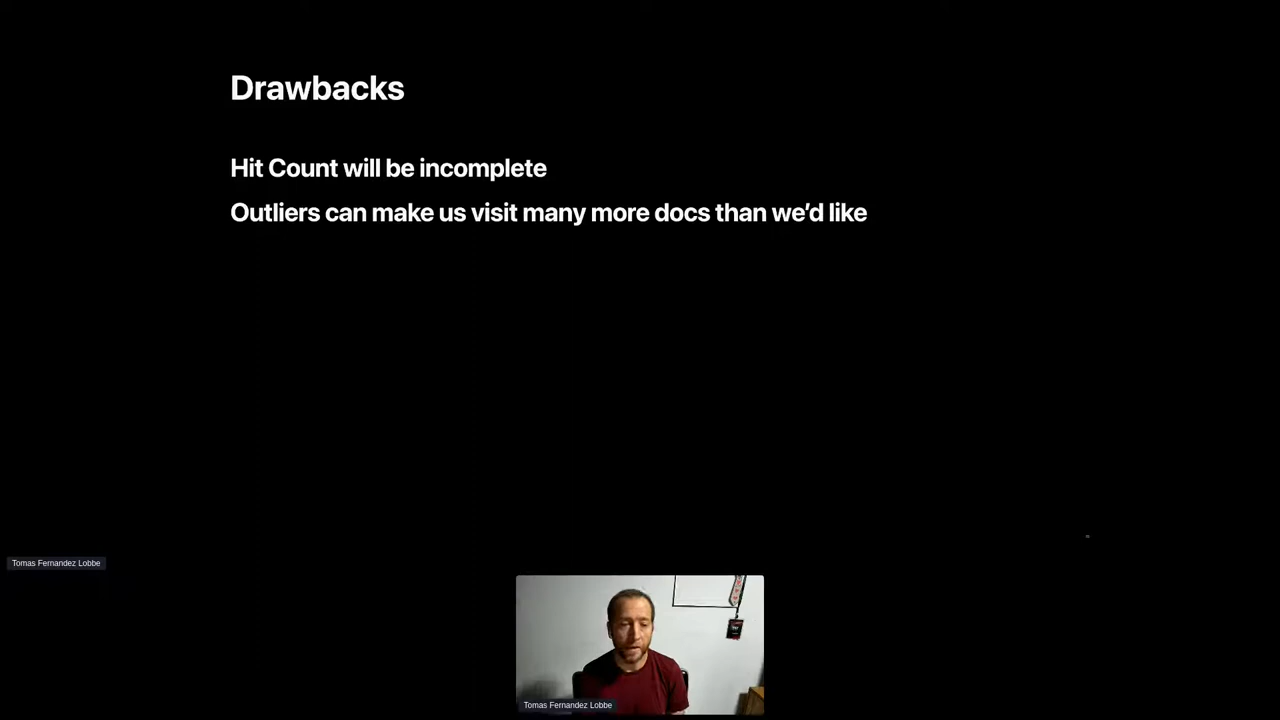 Drawbacks
Hit Count will be incomplete
Outliers can make us visit many more docs than we’d like
Tomas Fernandez Lobbe
Tomas Fernandez Lobbe